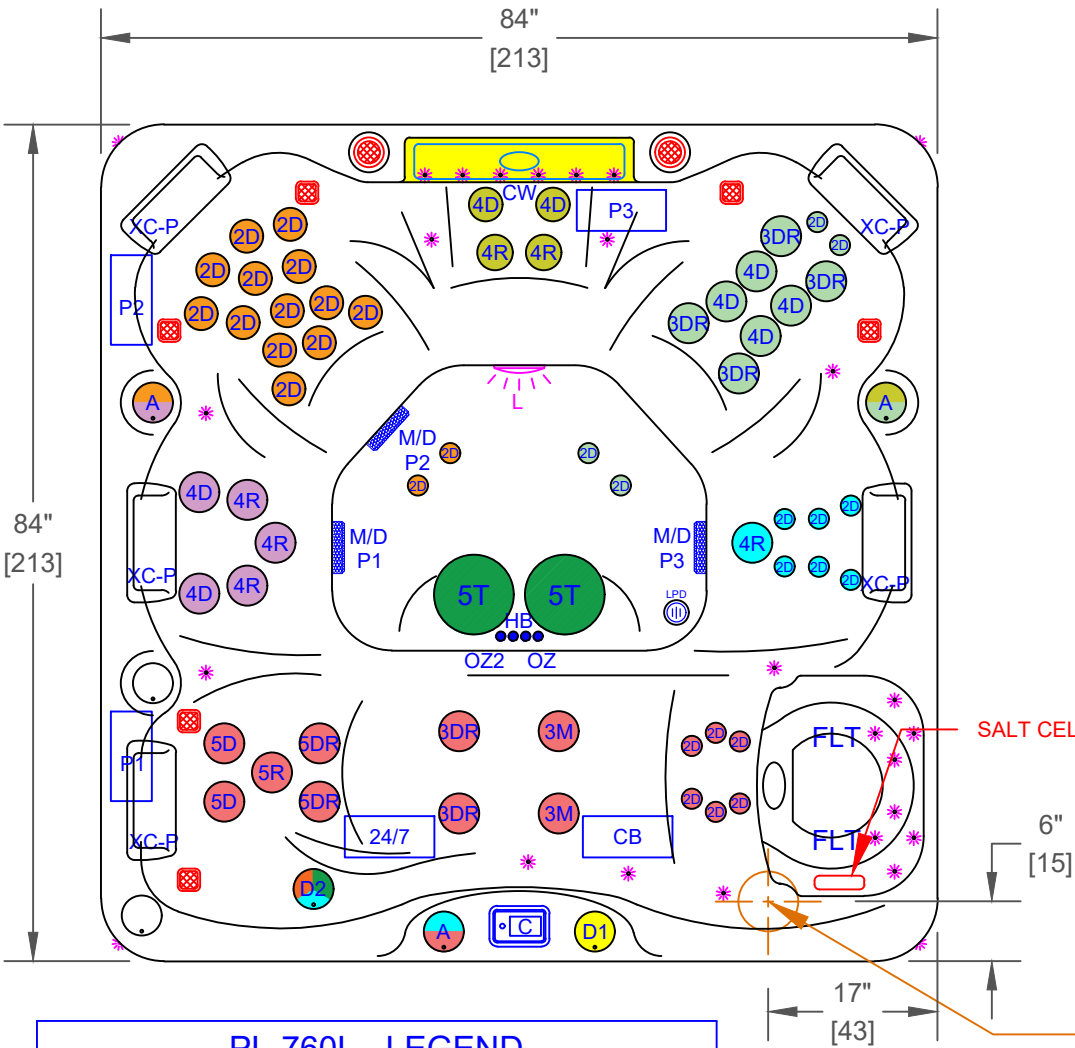 84"
[213]
CW
4D 4D
P3
XC-P
XC-P
2D 2D
3DR 2D 2D
4R 4R
2D 2D 2D
4D 3DR
P2
2D 2D 2D 2D 2D
3DR 4D 4D
2D 2D
4D
2D
3DR
A
L
A
M/D
P2
2D
2D
2D
2D
84"
[213]
4D 4R
4R
4D 4R
XC-P
M/D
P1
M/D
P3
4R
2D 2D 2D
2D 2D 2D
XC-P
5T 5T
LPD
HB
OZ2 OZ
5D 5DR
5R
5D 5DR
3DR 3M
3DR 3M
2D 2D 2D
2D 2D 2D
FLT
FLT
SALT CEL
P1
XC-P
24/7
CB
6"
[15]
D2
A
C
D1
17"
[43]
PL-760L - LEGEND